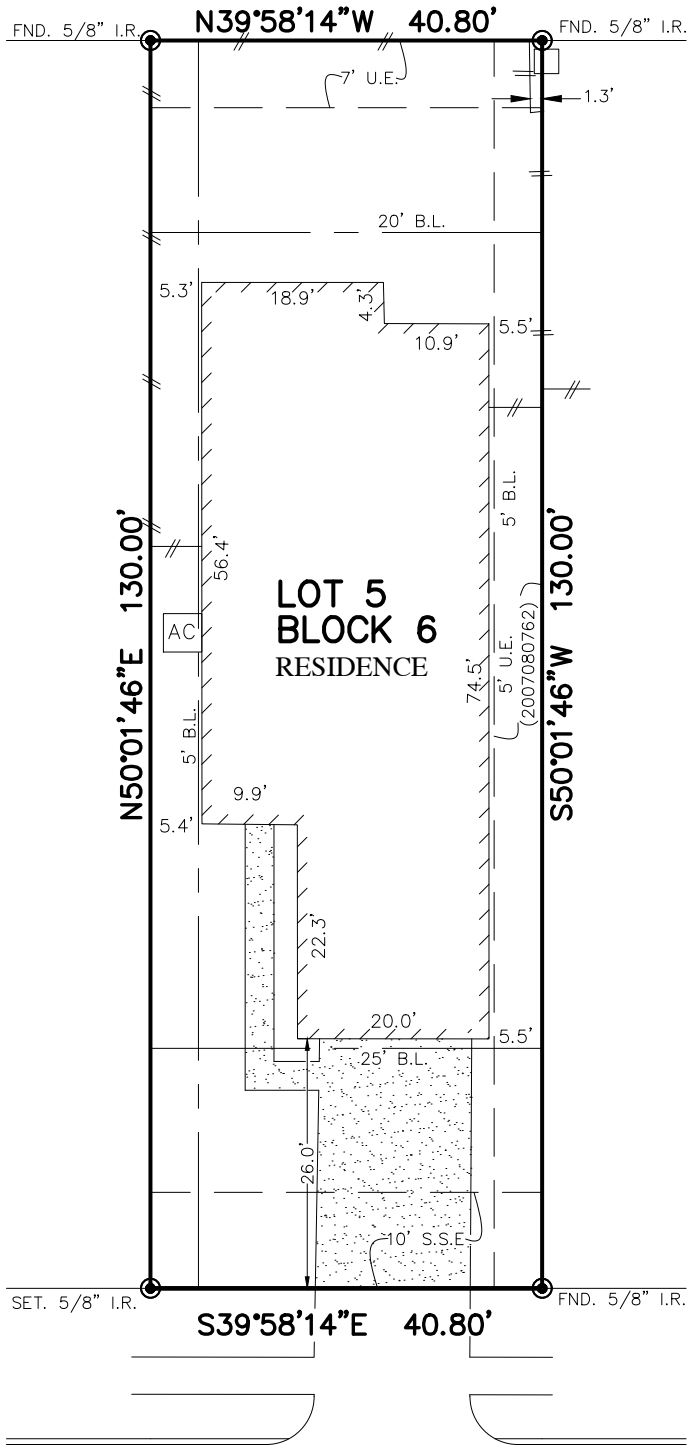 N39°58'14"W 40.80'
FND. 5/8" I.R.
FND. 5/8" I.R.
7' U.E.
1.3'
20' B.L.
5.3'
18.9'
4.3'
10.9'
5.5'
5' B.L.
56.4'
N50°01'46"E 130.00'
LOT 5
BLOCK 6
RESIDENCE
AC
74.5'
5' U.E.
(2007080762)
S50°01'46"W 130.00'
5' B.L.
9.9'
5.4'
22.3'
20.0'
5.5'
25' B.L.
26.0'
10' S.S.E
SET. 5/8" I.R.
FND. 5/8" I.R.
S39°58'14"E 40.80'